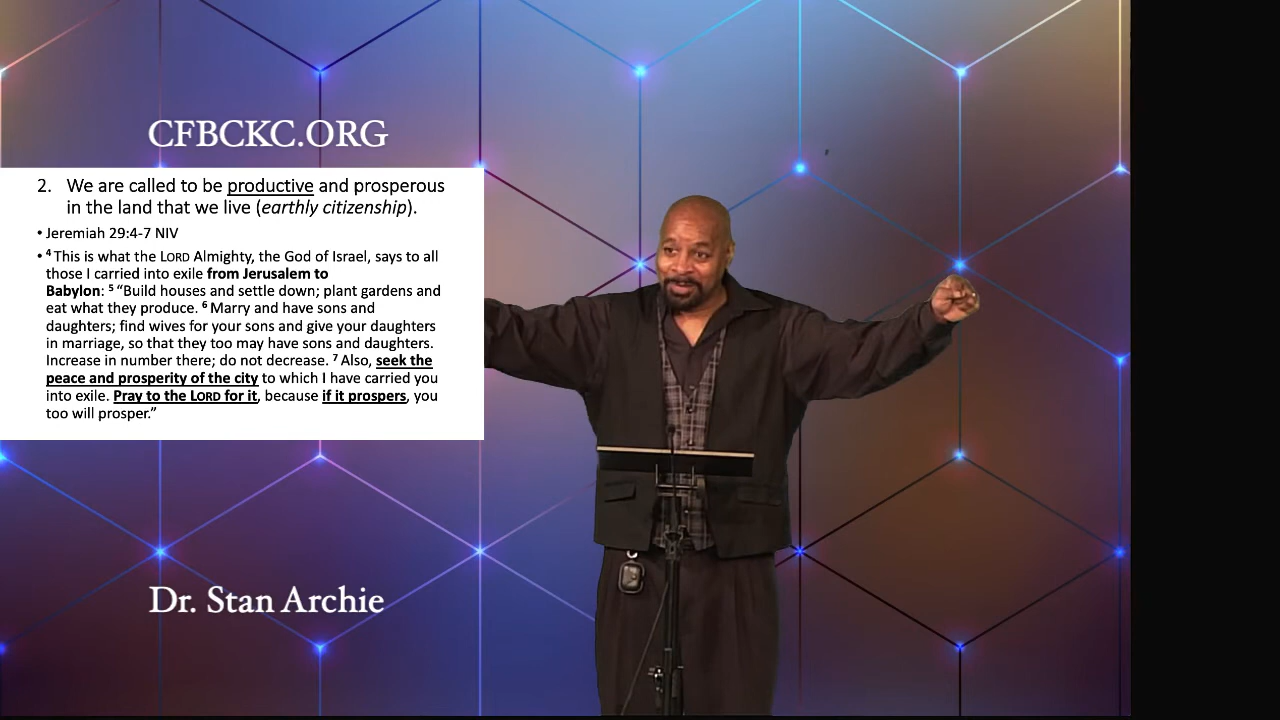 CFBCKC.ORG
2. We are called to be productive and prosperous
in the land that we live (earthly citizenship).
• Jeremiah 29:4-7 NIV
• 4 This is what the LORD Almighty, the God of Israel, says to all
those I carried into exile from Jerusalem to
Babylon: 5 “Build houses and settle down; plant gardens and
eat what they produce. 6 Marry and have sons and
daughters; find wives for your sons and give your daughters
in marriage, so that they too may have sons and daughters.
Increase in number there; do not decrease. 7 Also, seek the
peace and prosperity of the city to which I have carried you
into exile. Pray to the LORD for it, because if it prospers, you
too will prosper.”
Dr. Stan Archie